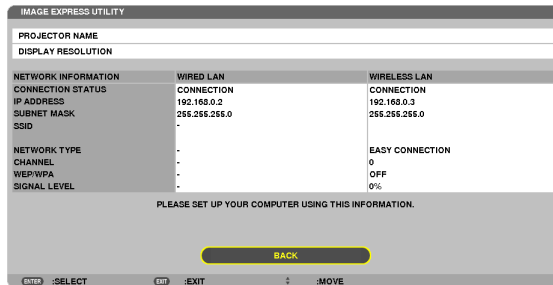 IMAGE EXPRESS UTILITY
PROJECTOR NAME
DISPLAY RESOLUTION
NETWORK INFORMATION WIRED LAN WIRELESS LAN
CONNECTION STATUS CONNECTION CONNECTION
IP ADDRESS 192.168.0.2 192.168.0.3
SUBNET MASK 255.255.255.0 255.255.255.0
SSID -
NETWORK TYPE - EASY CONNECTION
CHANNEL - 0
WEP/WPA - OFF
SIGNAL LEVEL - 0%
PLEASE SET UP YOUR COMPUTER USING THIS INFORMATION.
BACK
ENTER :SELECT EXIT :EXIT :MOVE